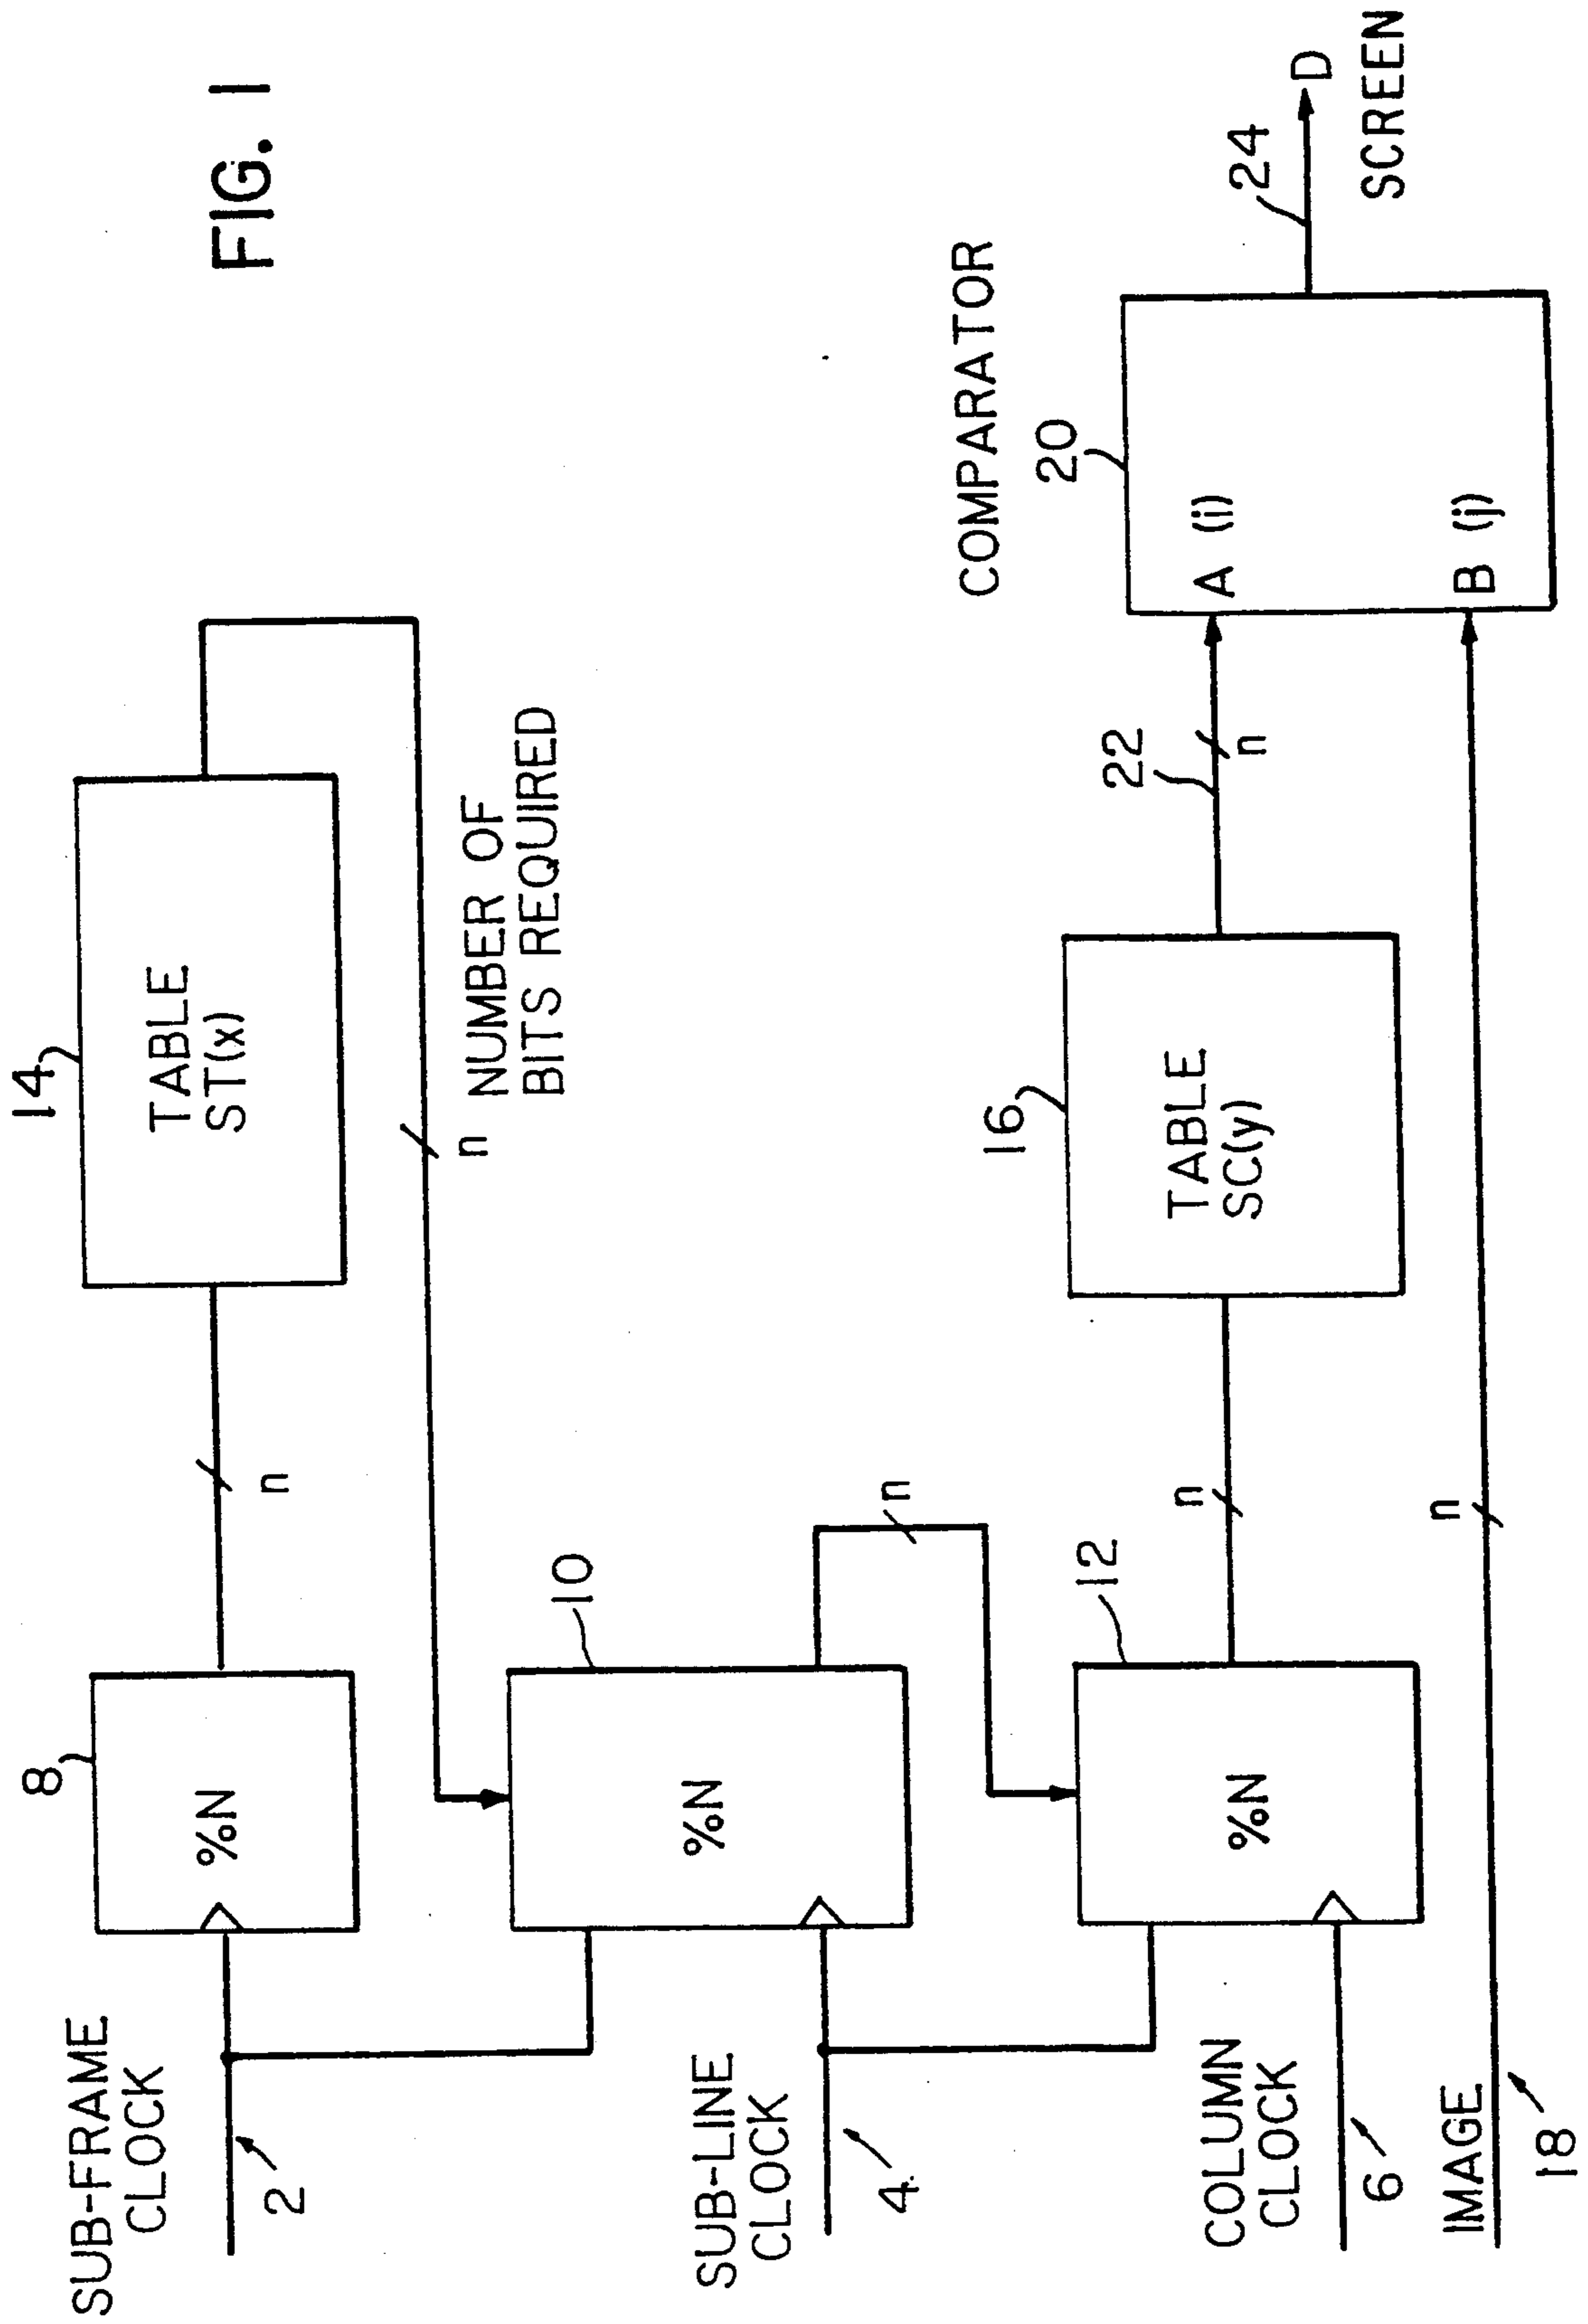 FIG. 1
SUB-FRAME
CLOCK
2
8
%N
n
14
TABLE
ST(x)
n
NUMBER OF
BITS REQUIRED
SUB-LINE
CLOCK
4
10
%N
n
COLUMN
CLOCK
6
12
%N
n
16
TABLE
SC(y)
22
n
COMPARATOR
20
A (i)
B (j)
24
D
SCREEN
IMAGE
18
n